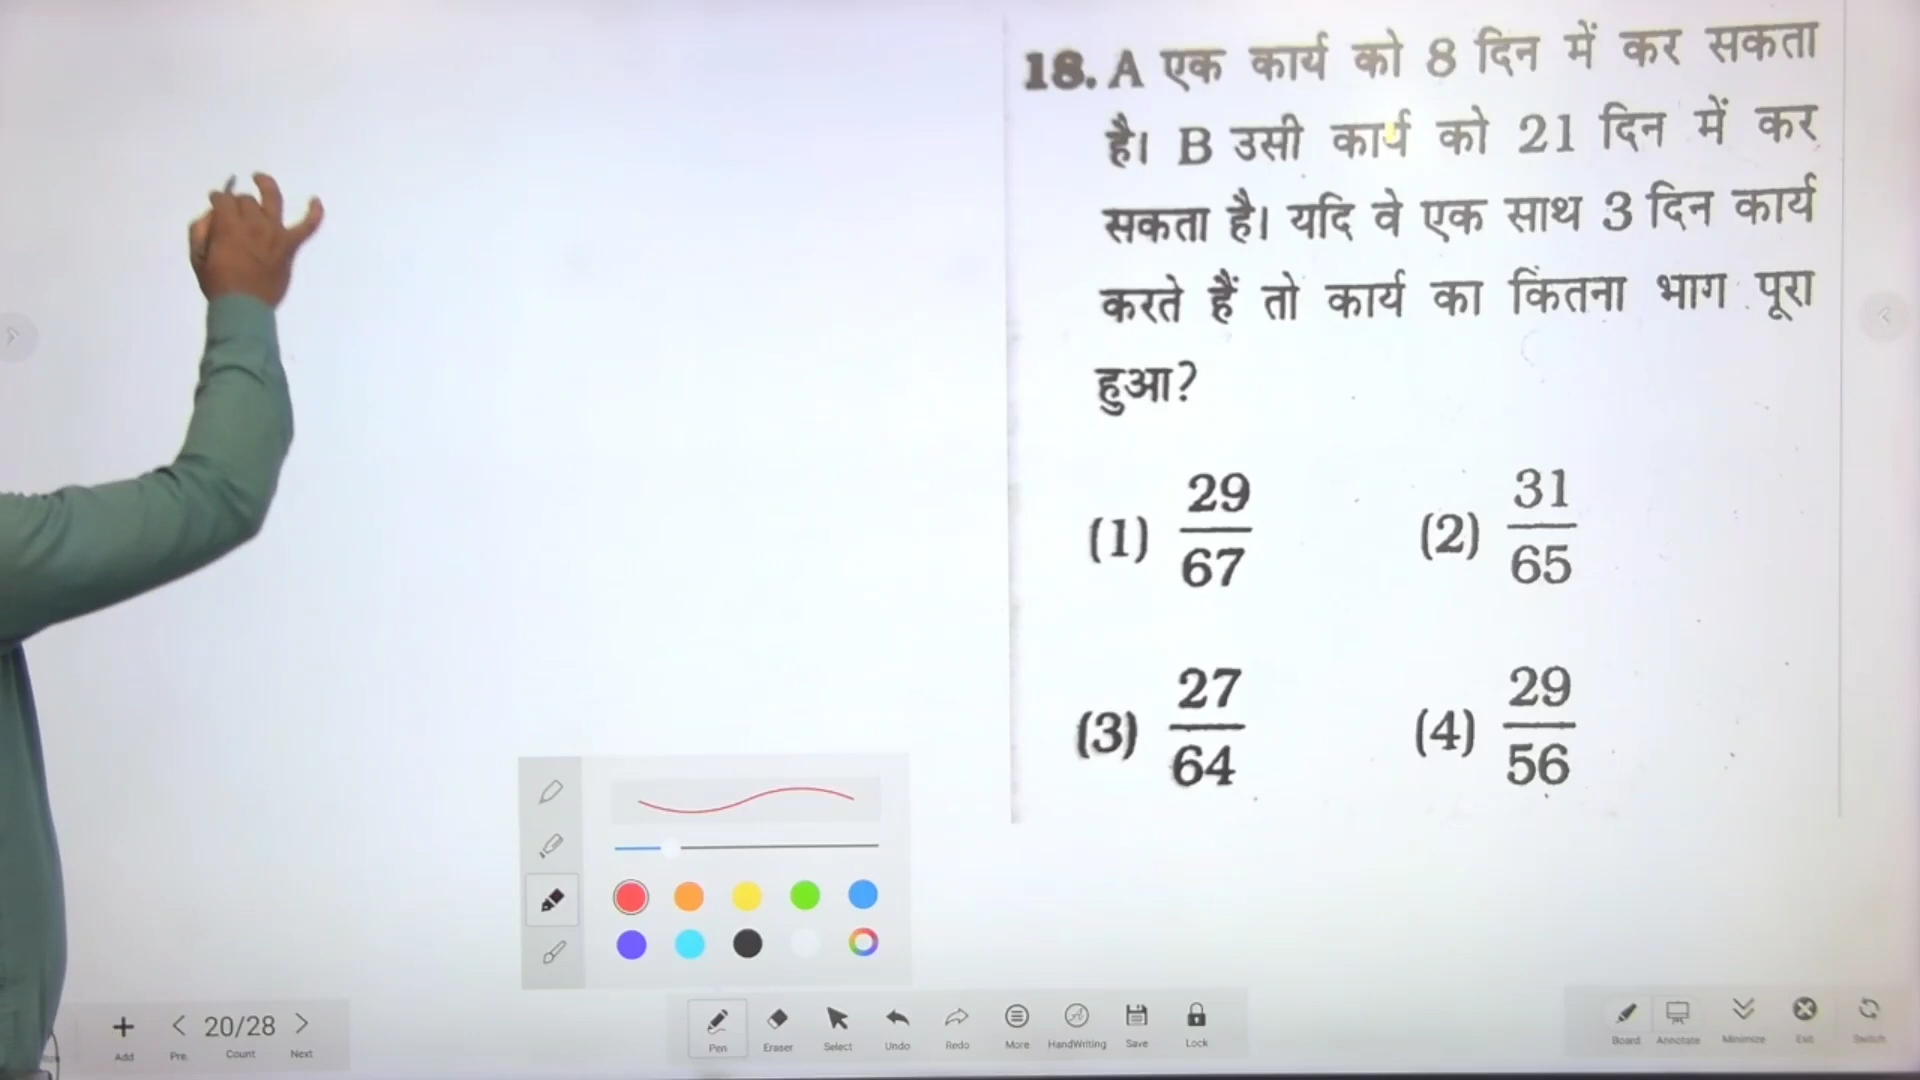 18. A एक कार्य को 8 दिन में कर सकता
है। B उसी कार्य को 21 दिन में कर
सकता है। यदि वे एक साथ 3 दिन कार्य
करते हैं तो कार्य का कितना भाग पूरा
हुआ?
(1) 29/67 (2) 31/65
(3) 27/64 (4) 29/56
20/28
Add Pre. Count Next
Pen Eraser Select Undo Redo More HandWriting Save Lock
Board Annotate Minimize Exit Switch